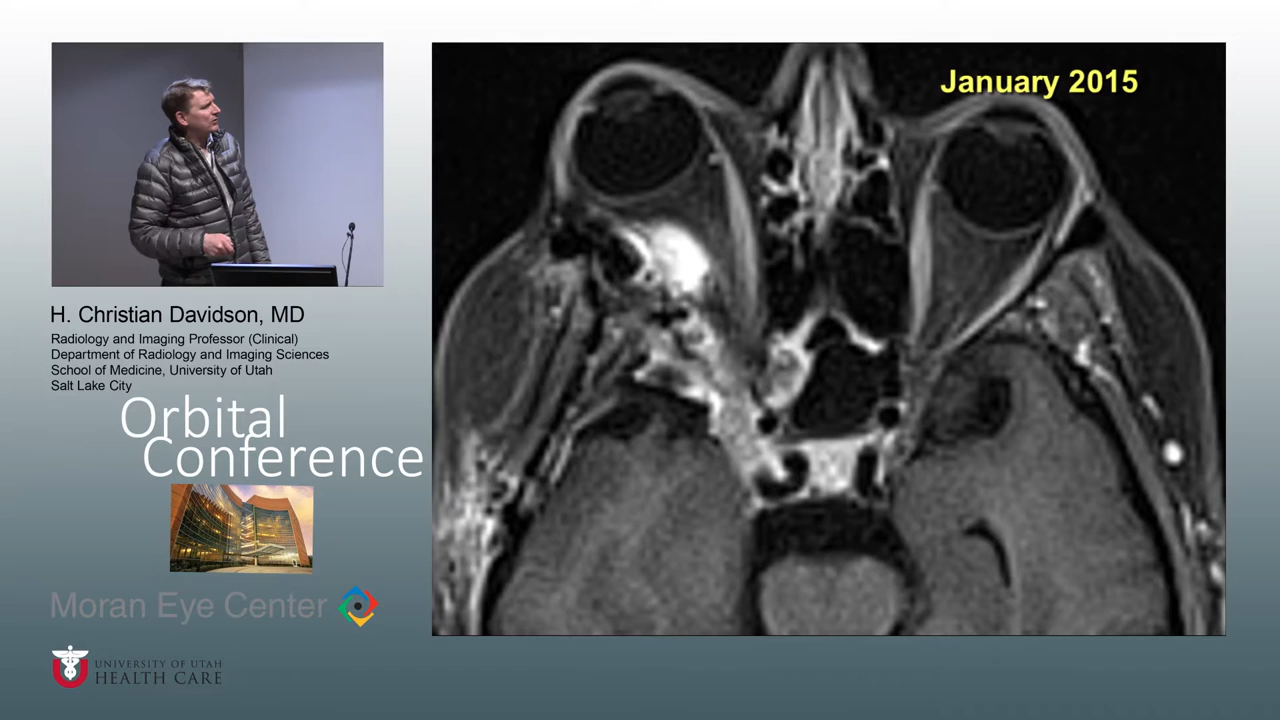 January 2015
H. Christian Davidson, MD
Radiology and Imaging Professor (Clinical)
Department of Radiology and Imaging Sciences
School of Medicine, University of Utah
Salt Lake City
Orbital
Conference
Moran Eye Center
UNIVERSITY OF UTAH
HEALTH CARE